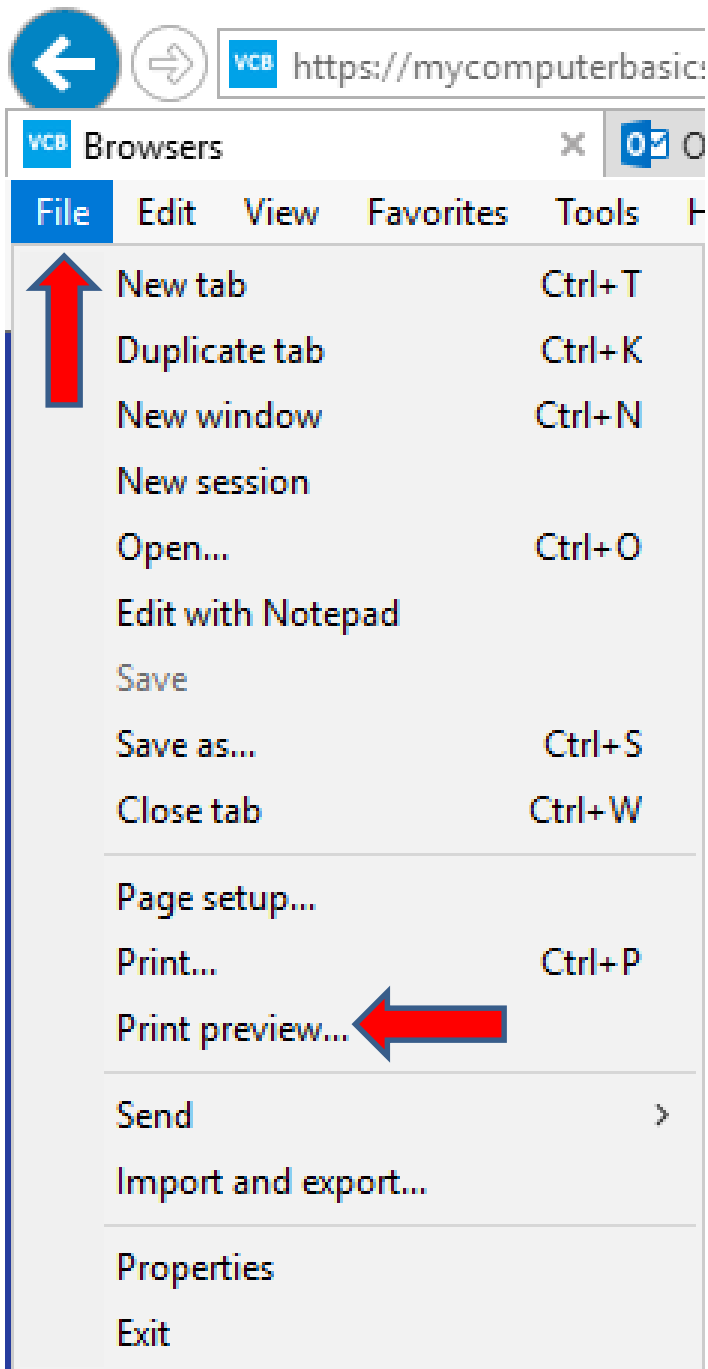 VCB https://mycomputerbasics
VCB Browsers O
File Edit View Favorites Tools H
New tab Ctrl+T
Duplicate tab Ctrl+K
New window Ctrl+N
New session
Open... Ctrl+O
Edit with Notepad
Save
Save as... Ctrl+S
Close tab Ctrl+W
Page setup...
Print... Ctrl+P
Print preview...
Send
Import and export...
Properties
Exit